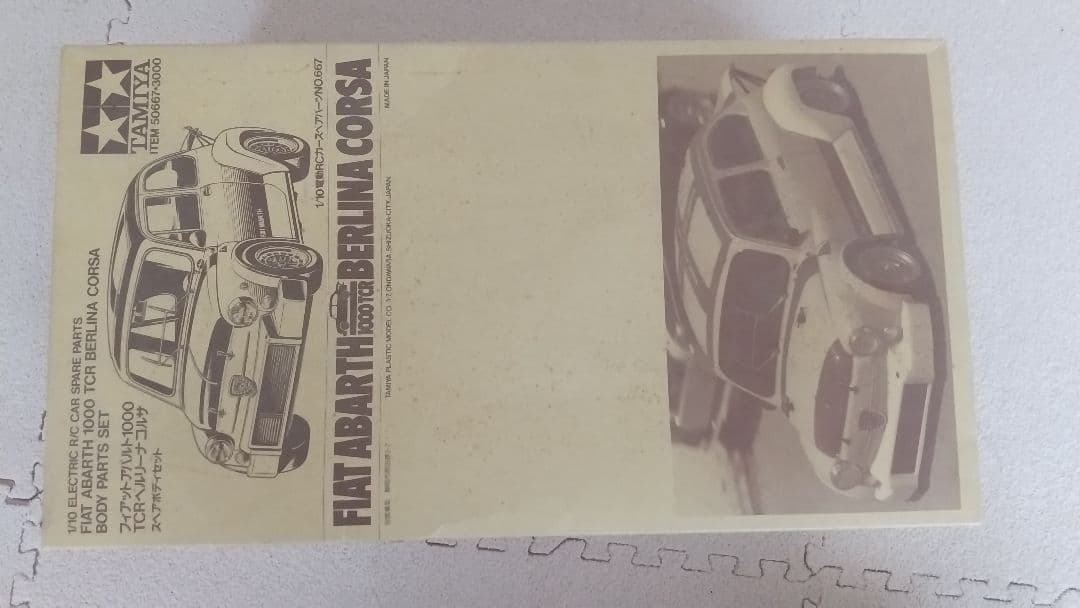 TAMIYA
ITEM 50667*3000
1/10 ELECTRIC R/C CAR SPARE PARTS
FIAT ABARTH 1000 TCR BERLINA CORSA
BODY PARTS SET
フィアットアバルト1000
TCRベルリーナコルサ
スペアボディセット
1/10電動RCカースペアパーツNO.667
FIAT ABARTH 1000TCR BERLINA CORSA
TAMIYA PLASTIC MODEL CO. 3-7, ONDAWARA, SHIZUOKA-CITY, JAPAN.
MADE IN JAPAN